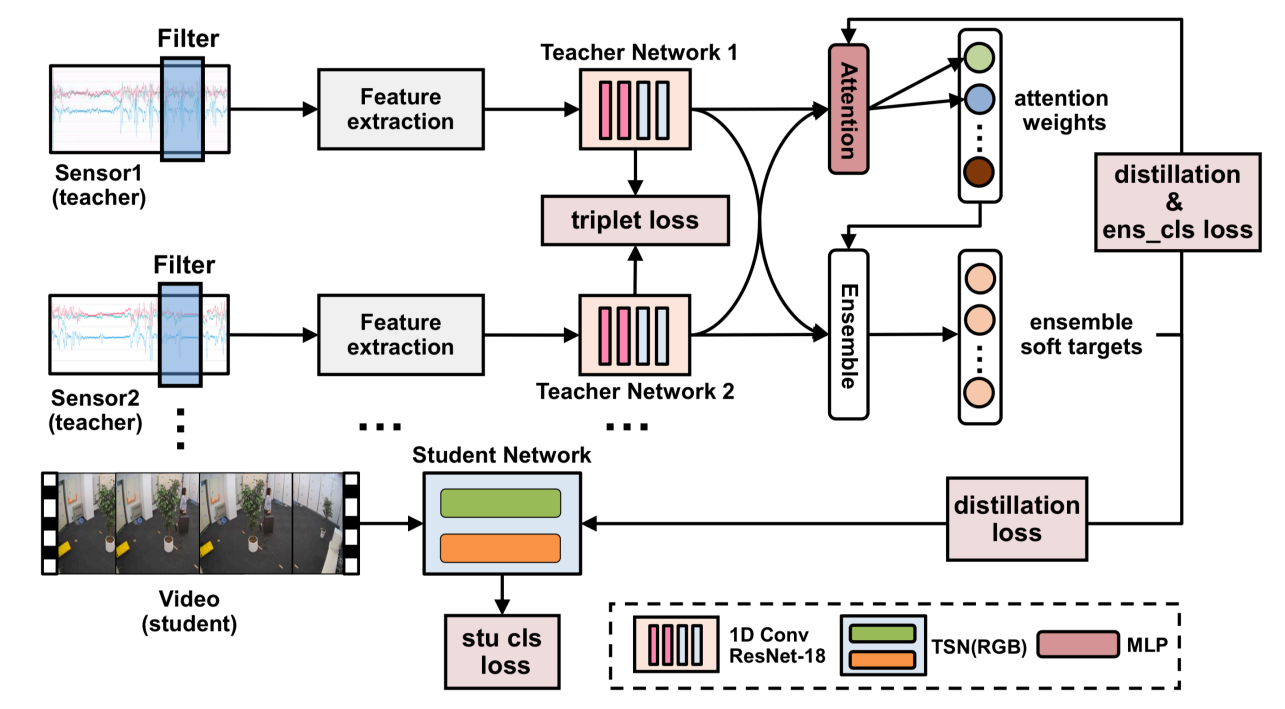 Filter
Sensor1
(teacher)
Feature
extraction
Teacher Network 1
triplet loss
Attention
attention
weights
distillation
&
ens_cls loss
Filter
Sensor2
(teacher)
Feature
extraction
Teacher Network 2
Ensemble
ensemble
soft targets
Student Network
Video
(student)
distillation
loss
stu cls
loss
1D Conv
ResNet-18
TSN(RGB)
MLP